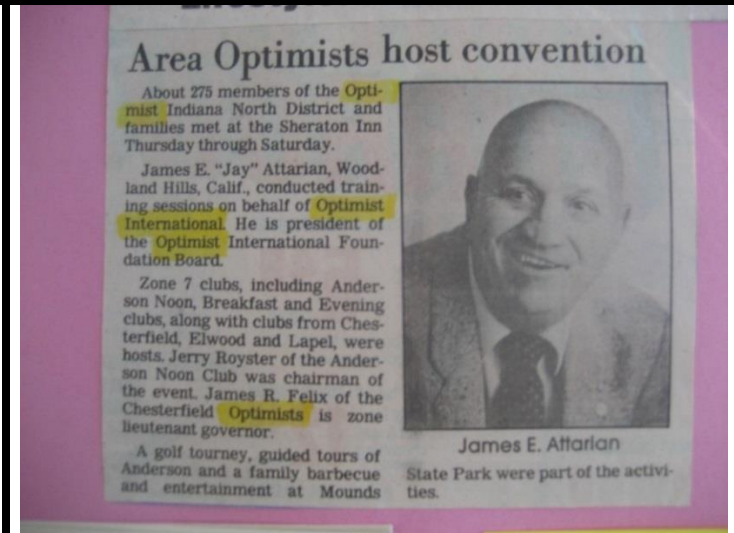 Area Optimists host convention
About 275 members of the Opti-
mist Indiana North District and
families met at the Sheraton Inn
Thursday through Saturday.
James E. "Jay" Attarian, Wood-
land Hills, Calif., conducted train-
ing sessions on behalf of Optimist
International. He is president of
the Optimist International Foun-
dation Board.
Zone 7 clubs, including Ander-
son Noon, Breakfast and Evening
clubs, along with clubs from Ches-
terfield, Elwood and Lapel, were
hosts. Jerry Royster of the Ander-
son Noon Club was chairman of
the event. James R. Felix of the
Chesterfield Optimists is zone
lieutenant governor.
A golf tourney, guided tours of
Anderson and a family barbecue
and entertainment at Mounds
James E. Attarian
State Park were part of the activi-
ties.